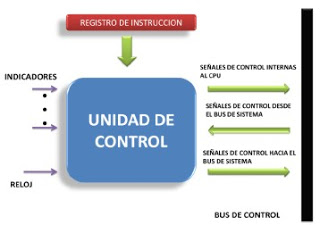 REGISTRO DE INSTRUCCION
SEÑALES DE CONTROL INTERNAS
AL CPU
INDICADORES
SEÑALES DE CONTROL DESDE
EL BUS DE SISTEMA
UNIDAD DE
CONTROL
SEÑALES DE CONTROL HACIA EL
BUS DE SISTEMA
RELOJ
BUS DE CONTROL